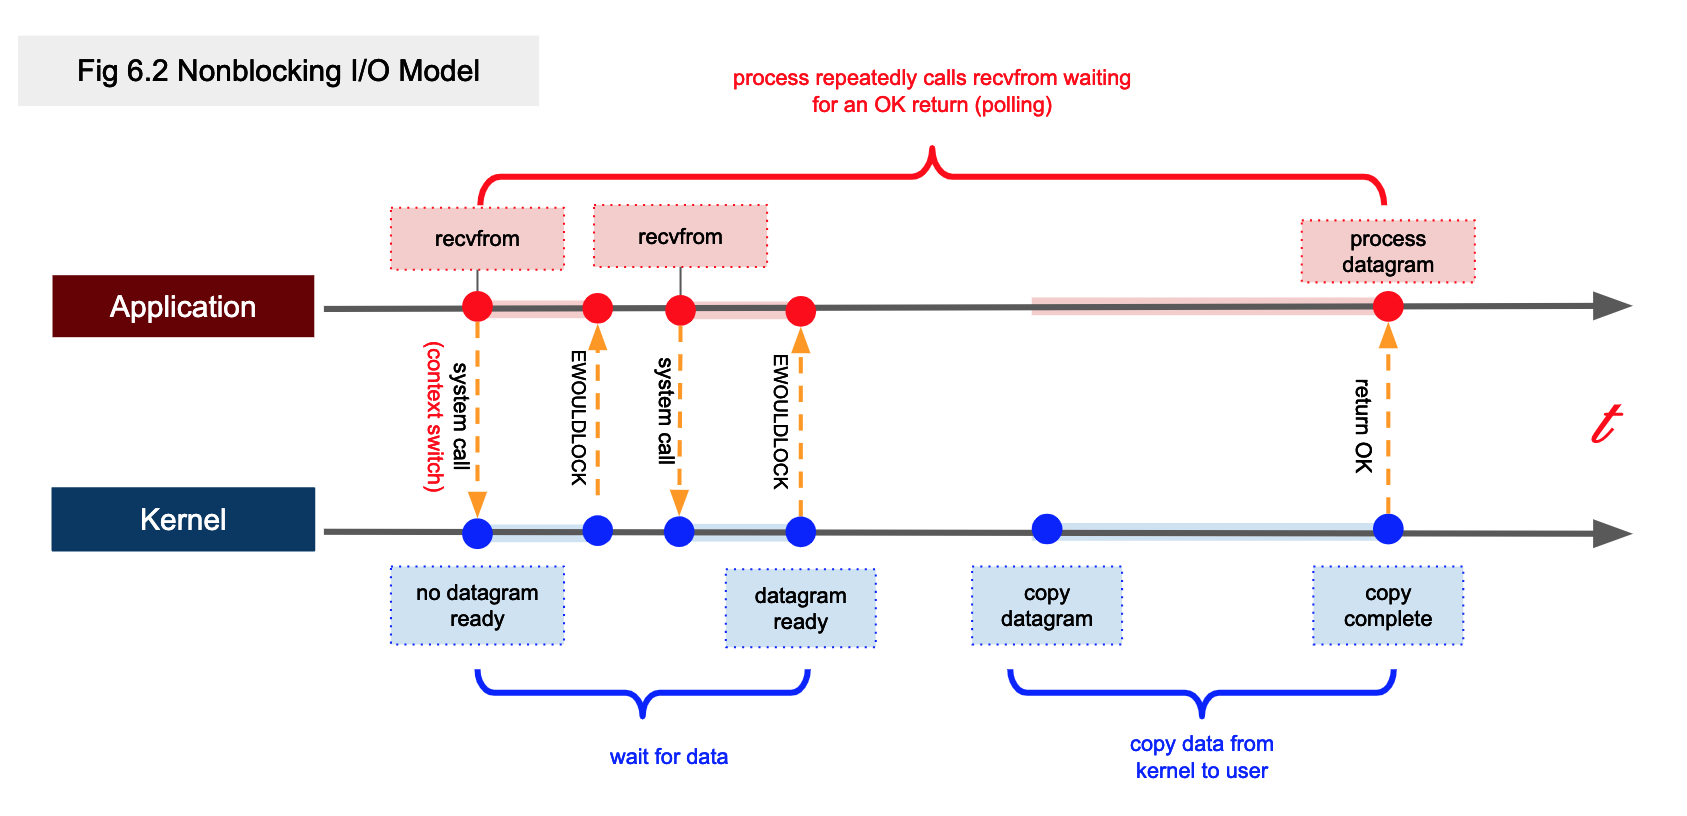 Fig 6.2 Nonblocking I/O Model
process repeatedly calls recvfrom waiting
for an OK return (polling)
recvfrom
recvfrom
process
datagram
Application
system call
(context switch)
EWOULDLOCK
system call
EWOULDLOCK
return OK
t
Kernel
no datagram
ready
datagram
ready
copy
datagram
copy
complete
wait for data
copy data from
kernel to user